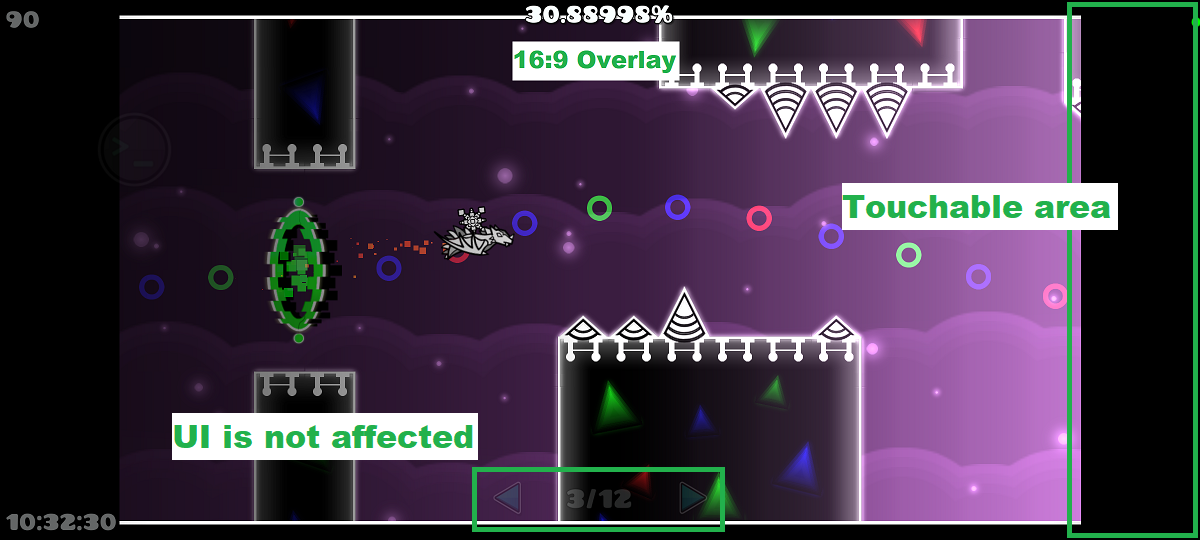 90
30.88998%
16:9 Overlay
Touchable area
UI is not affected
3/12
10:32:30